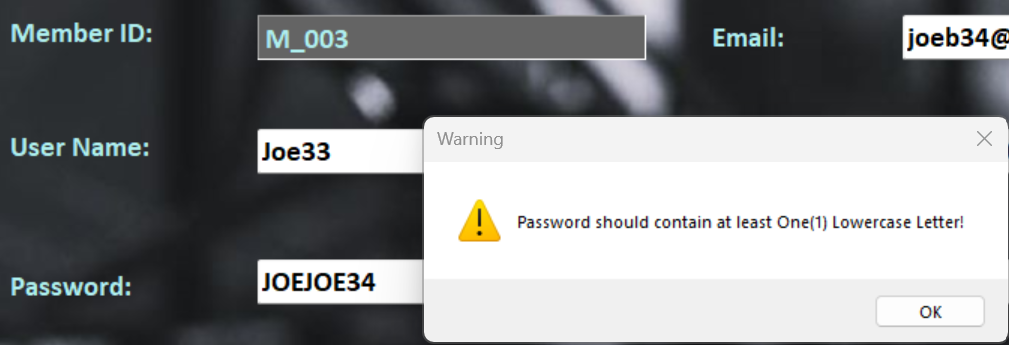 Member ID:
M_003
Email:
joeb34@
User Name:
Joe33
Warning
Password should contain at least One(1) Lowercase Letter!
Password:
JOEJOE34
OK